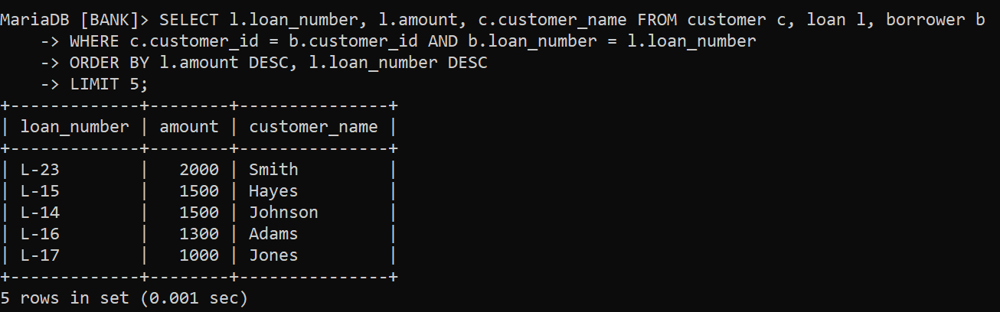 MariaDB [BANK]> SELECT l.loan_number, l.amount, c.customer_name FROM customer c, loan l, borrower b
    -> WHERE c.customer_id = b.customer_id AND b.loan_number = l.loan_number
    -> ORDER BY l.amount DESC, l.loan_number DESC
    -> LIMIT 5;
+-------------+--------+---------------+
| loan_number | amount | customer_name |
+-------------+--------+---------------+
| L-23        |   2000 | Smith         |
| L-15        |   1500 | Hayes         |
| L-14        |   1500 | Johnson       |
| L-16        |   1300 | Adams         |
| L-17        |   1000 | Jones         |
+-------------+--------+---------------+
5 rows in set (0.001 sec)